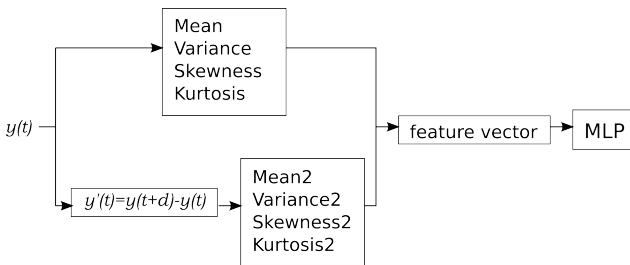 Mean
Variance
Skewness
Kurtosis
y(t)
feature vector
MLP
y'(t)=y(t+d)-y(t)
Mean2
Variance2
Skewness2
Kurtosis2